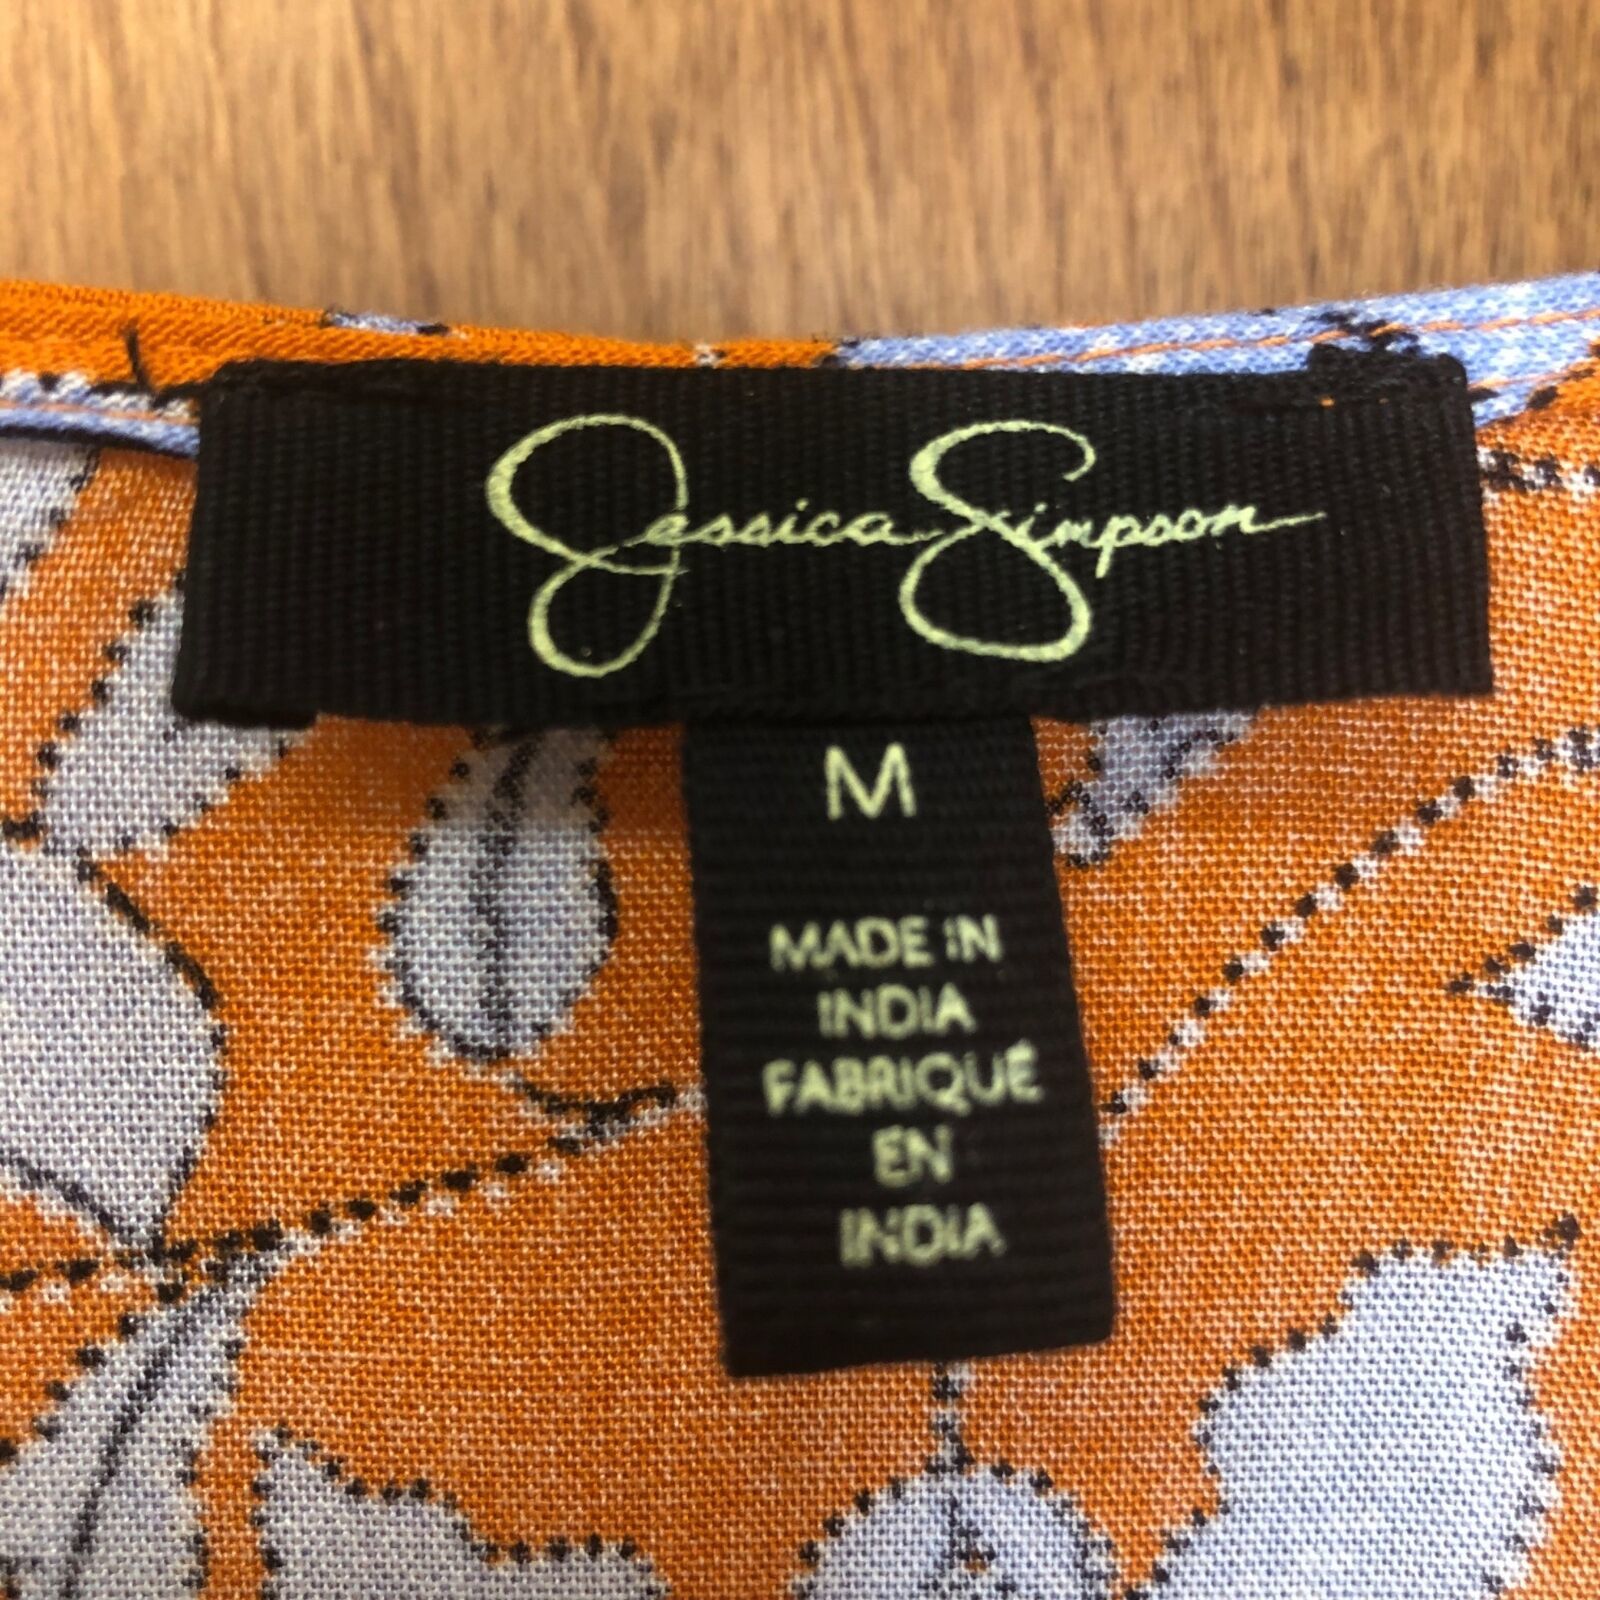 Jessica Simpson
M
MADE IN
INDIA
FABRIQUÉ
EN
INDIA